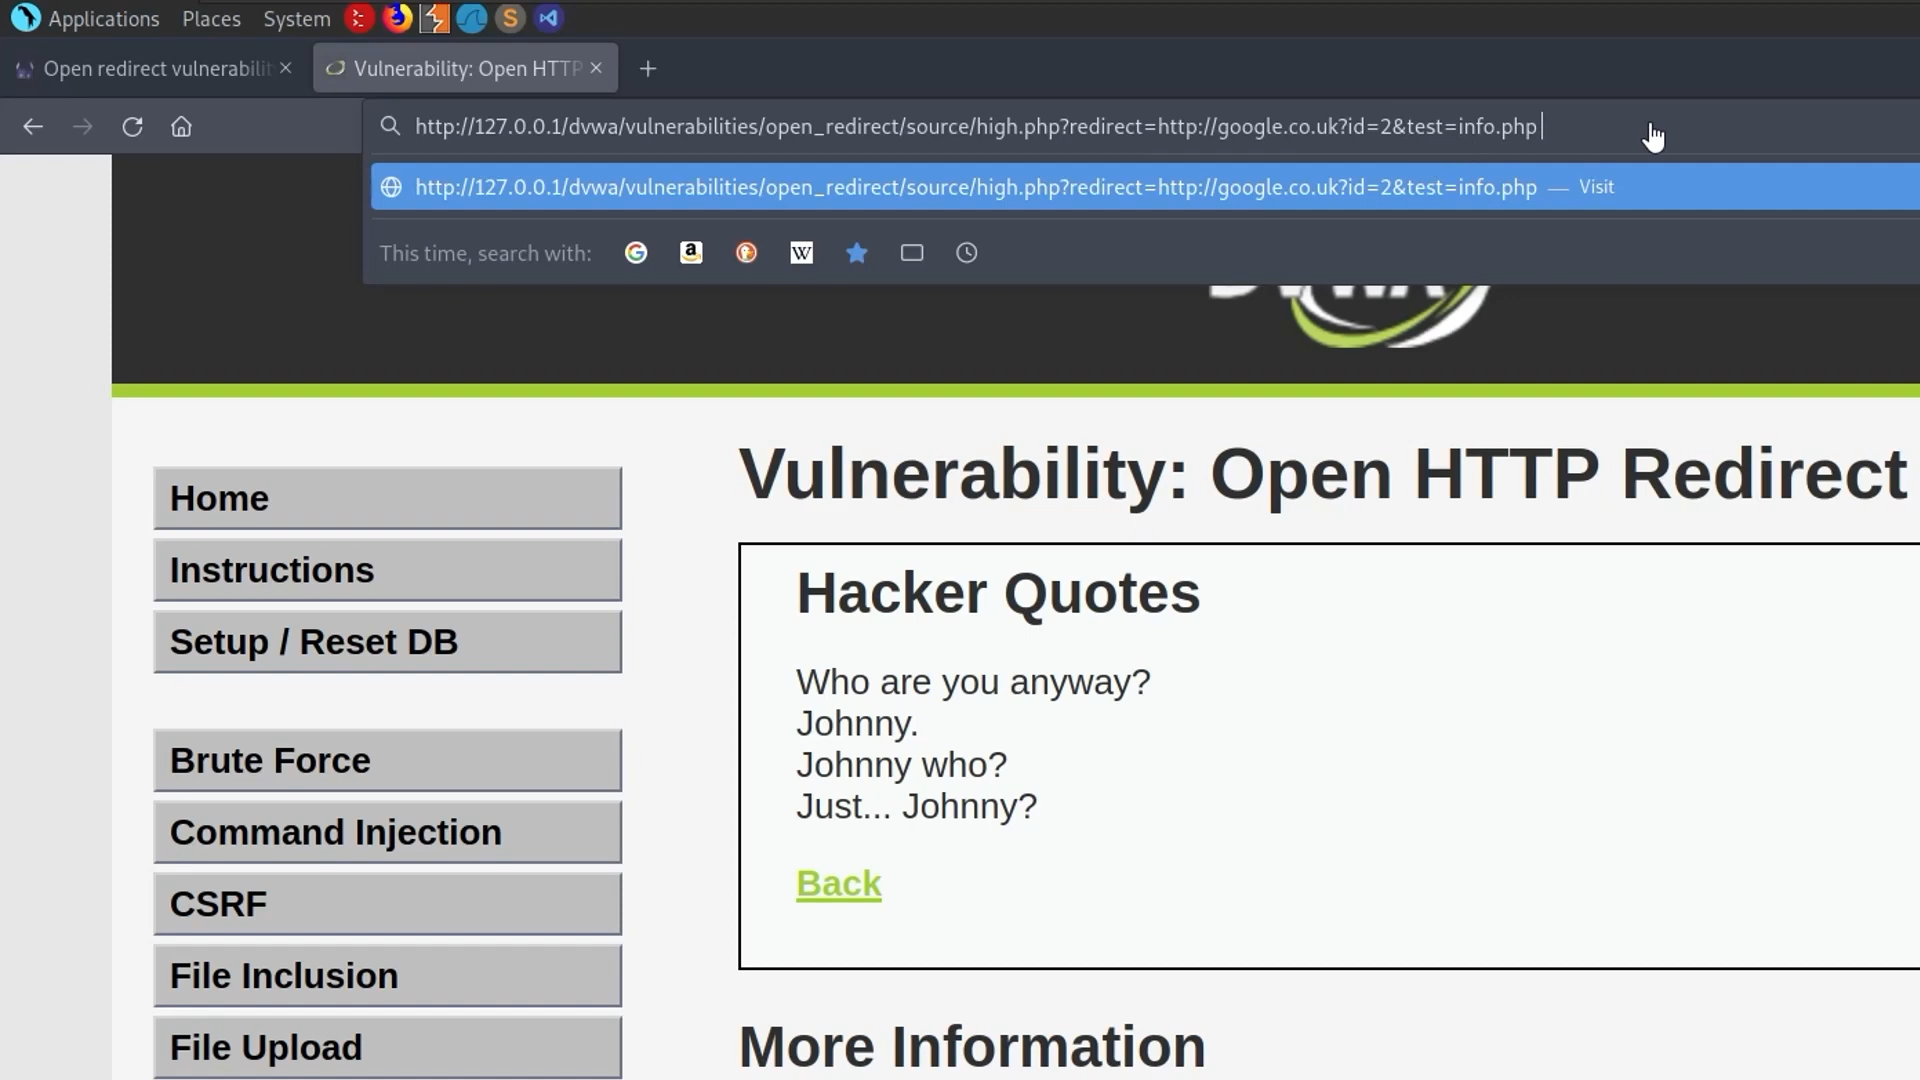 Applications Places System
Open redirect vulnerabilit
Vulnerability: Open HTTP
http://127.0.0.1/dvwa/vulnerabilities/open_redirect/source/high.php?redirect=http://google.co.uk?id=2&test=info.php
http://127.0.0.1/dvwa/vulnerabilities/open_redirect/source/high.php?redirect=http://google.co.uk?id=2&test=info.php — Visit
This time, search with:
DVWA
Vulnerability: Open HTTP Redirect
Home
Instructions
Setup / Reset DB
Brute Force
Command Injection
CSRF
File Inclusion
File Upload
Hacker Quotes
Who are you anyway?
Johnny.
Johnny who?
Just... Johnny?
Back
More Information